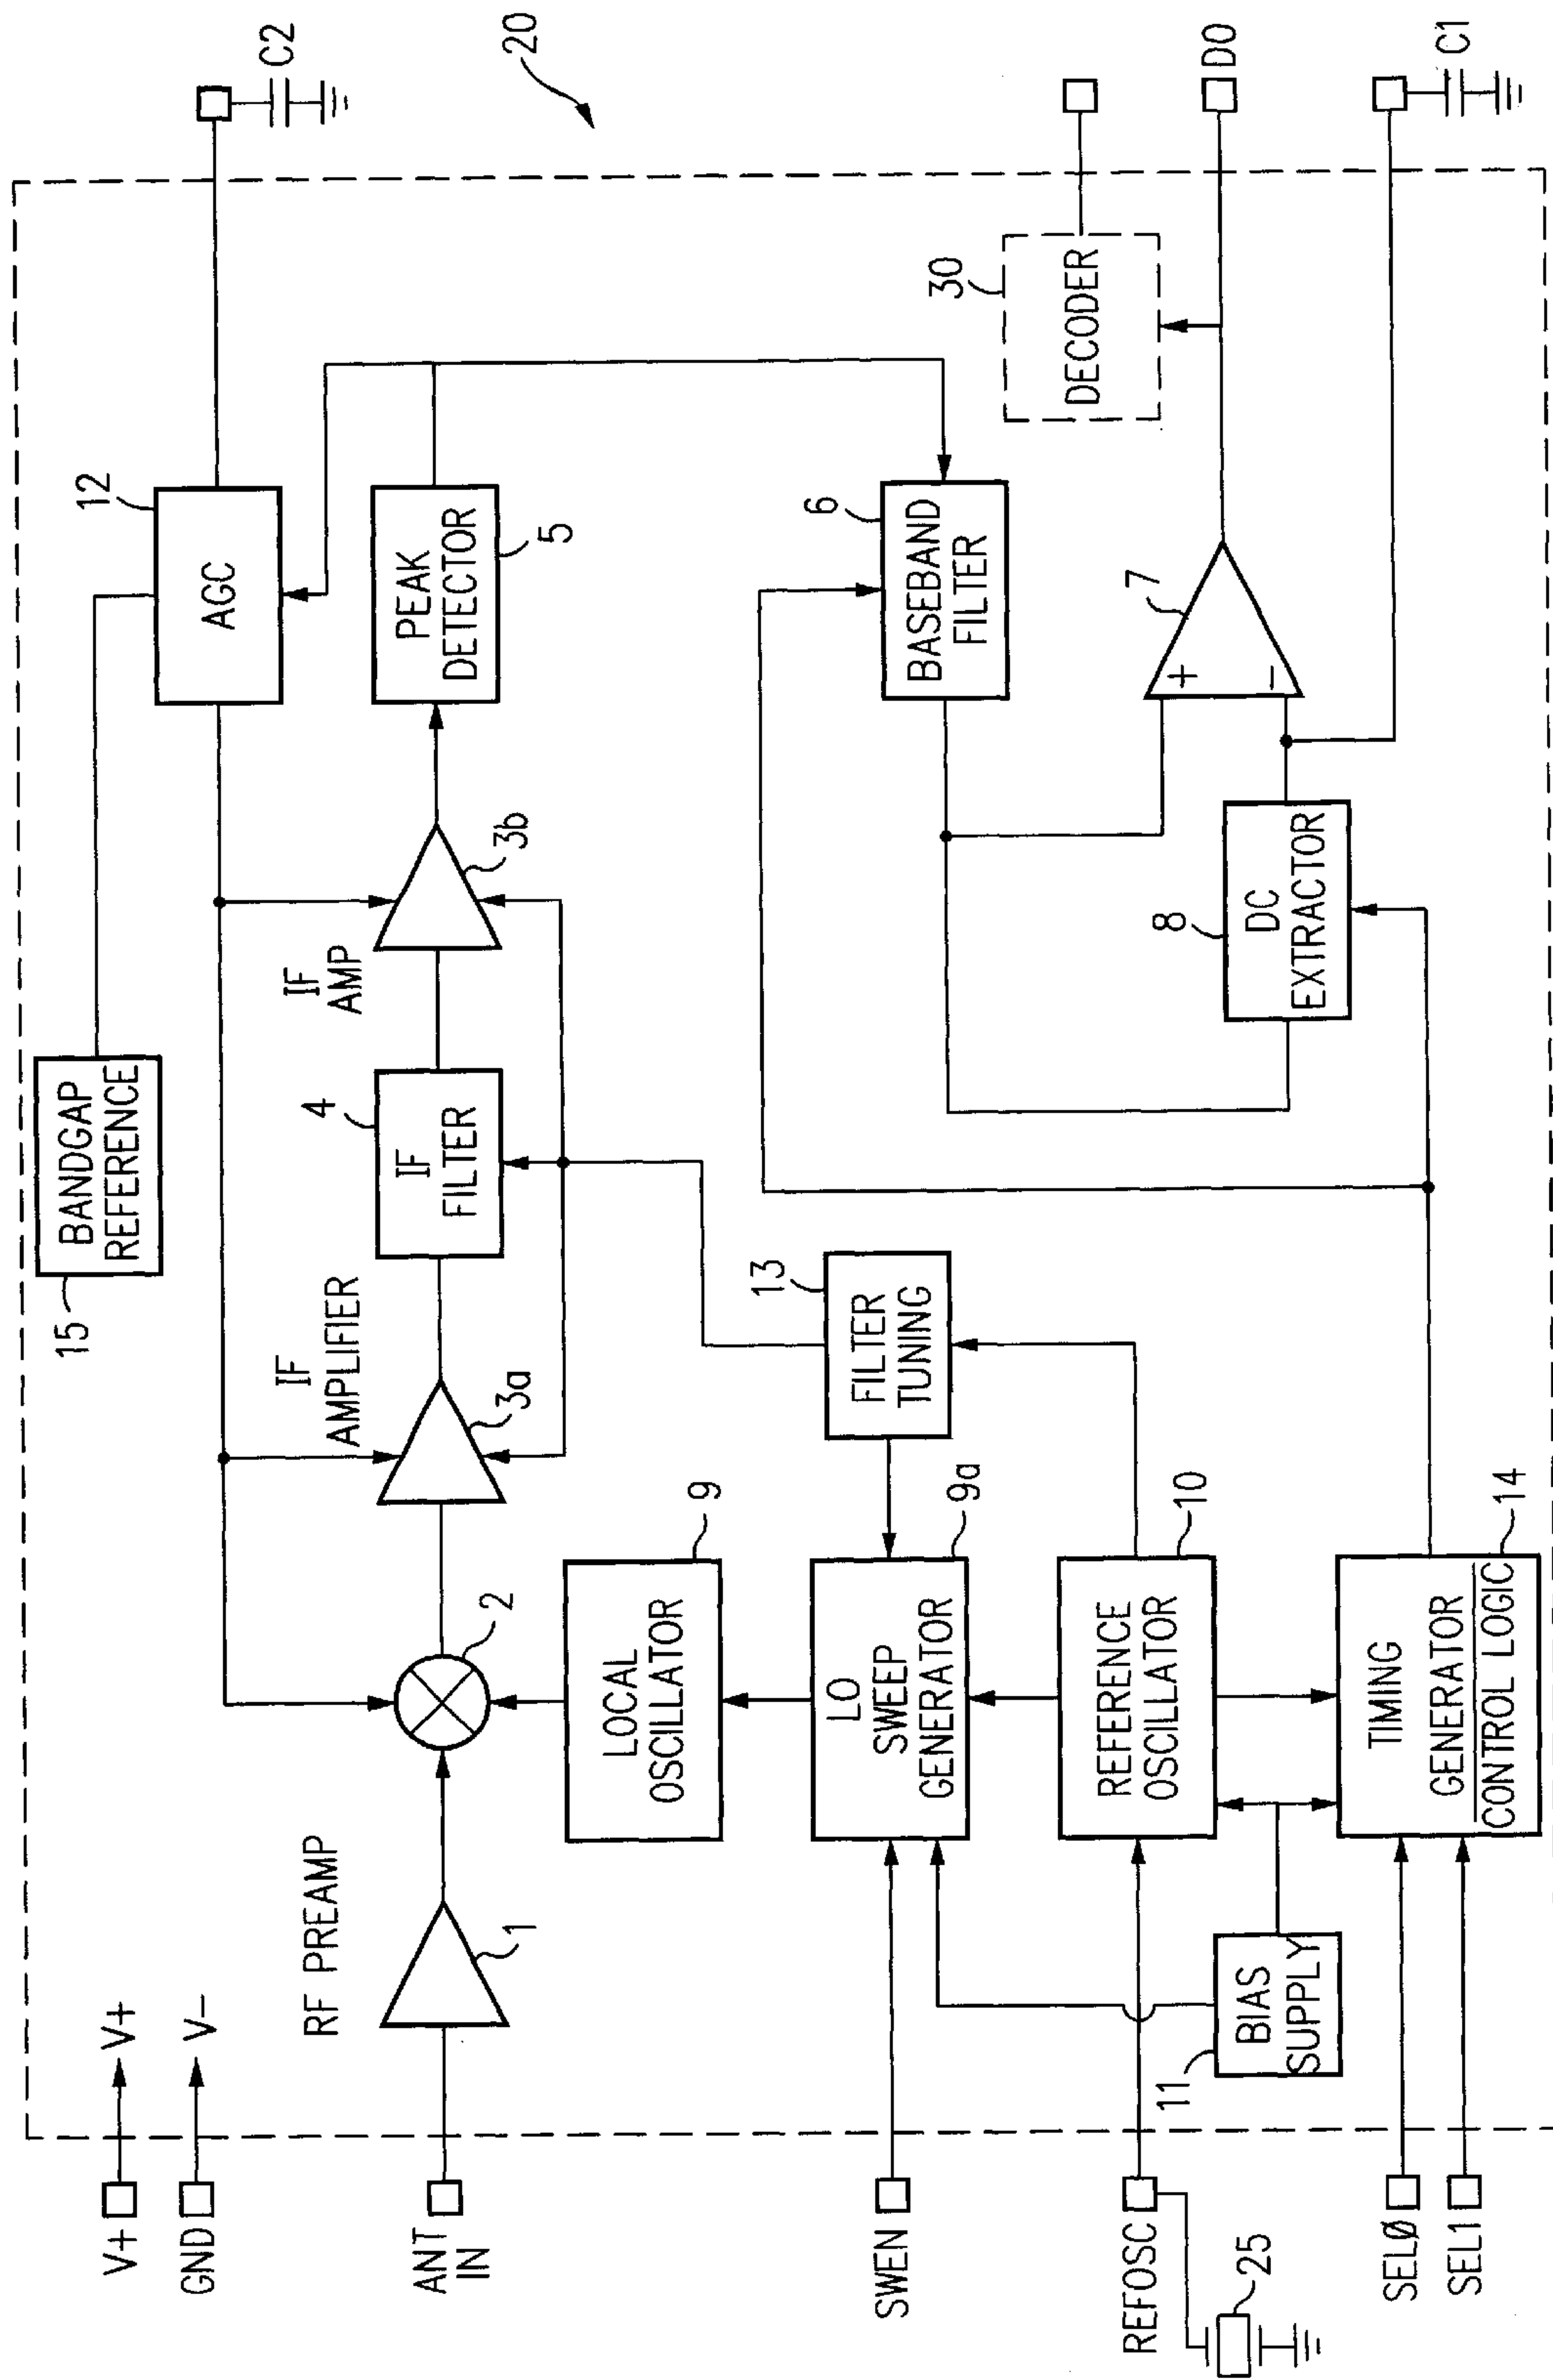 V+
V+
GND
V-
ANT
IN
RF PREAMP
1
2
IF
AMPLIFIER
3a
4
IF
FILTER
IF
AMP
3b
PEAK
DETECTOR
5
12
AGC
15
BANDGAP
REFERENCE
C2
20
LOCAL
OSCILLATOR
9
SWEN
LO
SWEEP
GENERATOR
9a
13
FILTER
TUNING
6
BASEBAND
FILTER
30
DECODER
REFOSC
25
REFERENCE
OSCILLATOR
10
11
BIAS
SUPPLY
7
+
−
DO
8
DC
EXTRACTOR
C1
SELØ
SEL1
TIMING
GENERATOR
CONTROL LOGIC
14